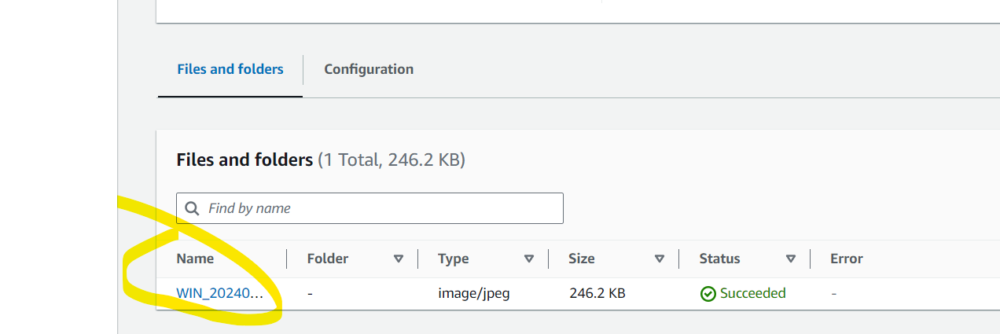 Files and folders Configuration
Files and folders (1 Total, 246.2 KB)
Find by name
Name Folder Type Size Status Error
WIN_20240... - image/jpeg 246.2 KB Succeeded -